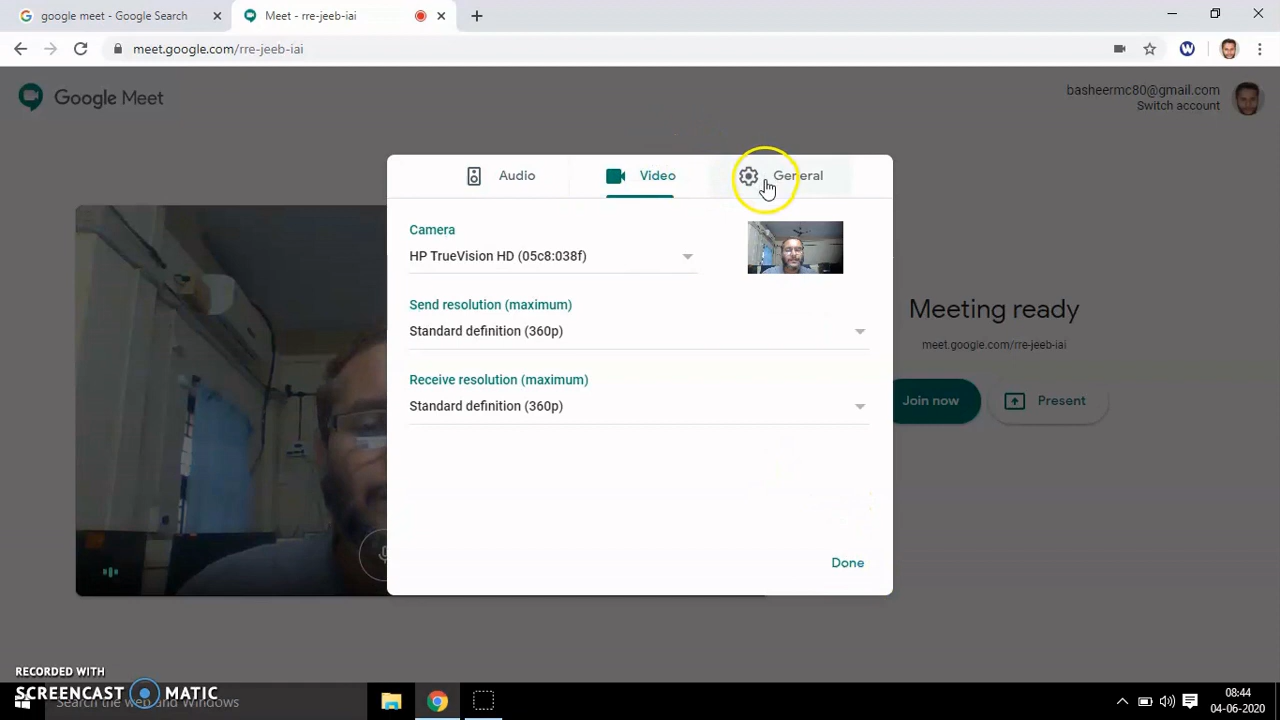 google meet - Google Search
Meet - rre-jeeb-iai
meet.google.com/rre-jeeb-iai
Google Meet
basheermc80@gmail.com
Switch account
Audio
Video
General
Camera
HP TrueVision HD (05c8:038f)
Send resolution (maximum)
Standard definition (360p)
Receive resolution (maximum)
Standard definition (360p)
Done
Meeting ready
meet.google.com/rre-jeeb-iai
Join now
Present
RECORDED WITH
SCREENCAST MATIC
Search the web and Windows
08:44
04-06-2020